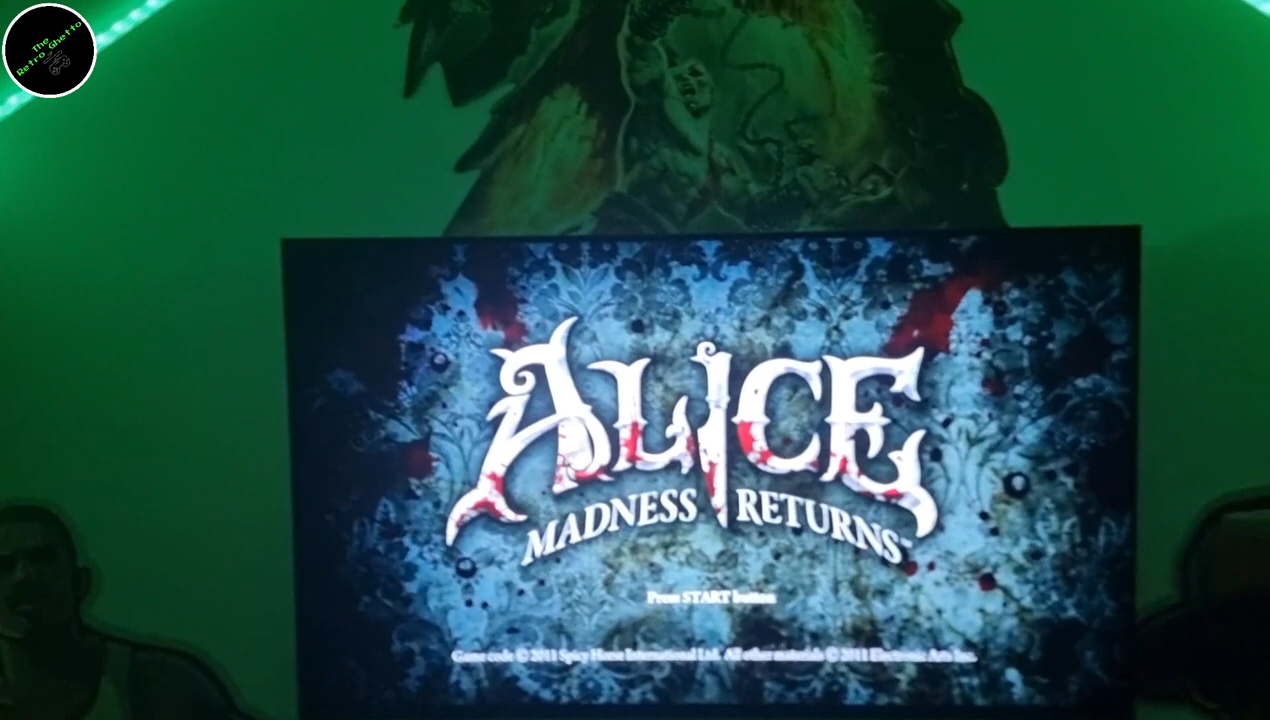 The
Retro Ghetto
ALICE
MADNESS RETURNS™
Press START button
Game code © 2011 Spicy Horse International Ltd. All other materials © 2011 Electronic Arts Inc.